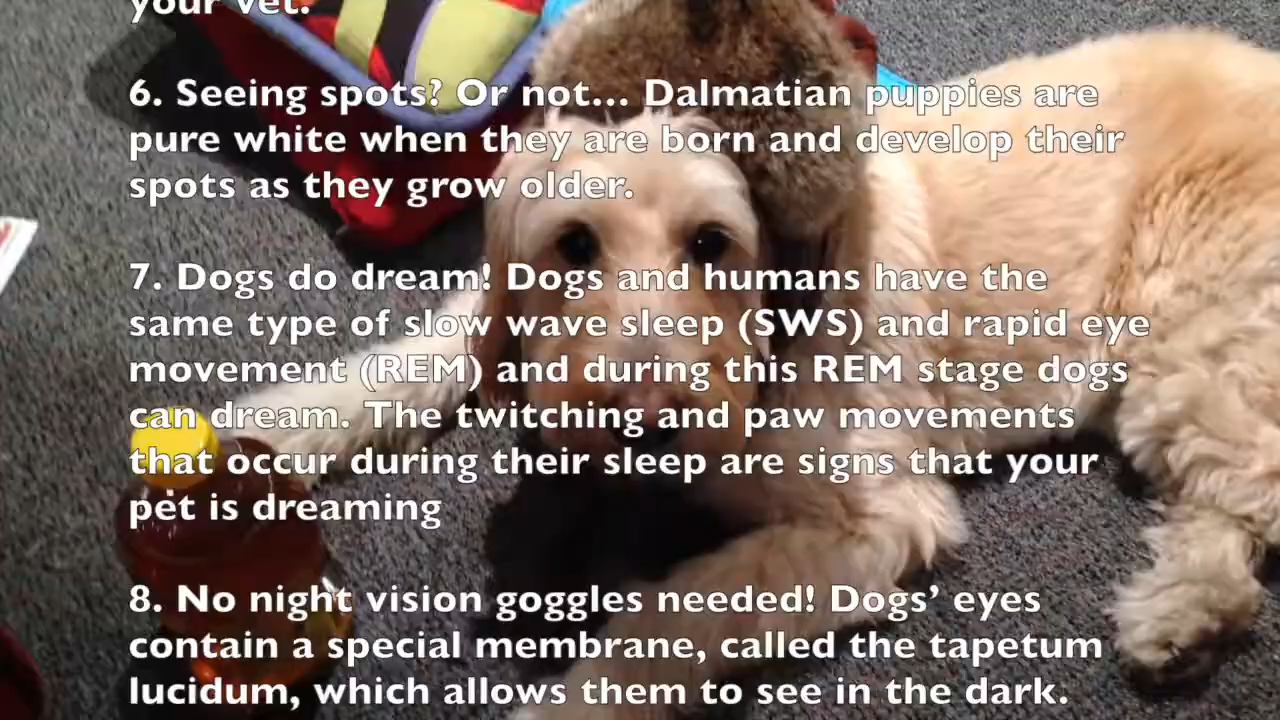 your vet.
6. Seeing spots? Or not... Dalmatian puppies are
pure white when they are born and develop their
spots as they grow older.
7. Dogs do dream! Dogs and humans have the
same type of slow wave sleep (SWS) and rapid eye
movement (REM) and during this REM stage dogs
can dream. The twitching and paw movements
that occur during their sleep are signs that your
pet is dreaming
8. No night vision goggles needed! Dogs’ eyes
contain a special membrane, called the tapetum
lucidum, which allows them to see in the dark.